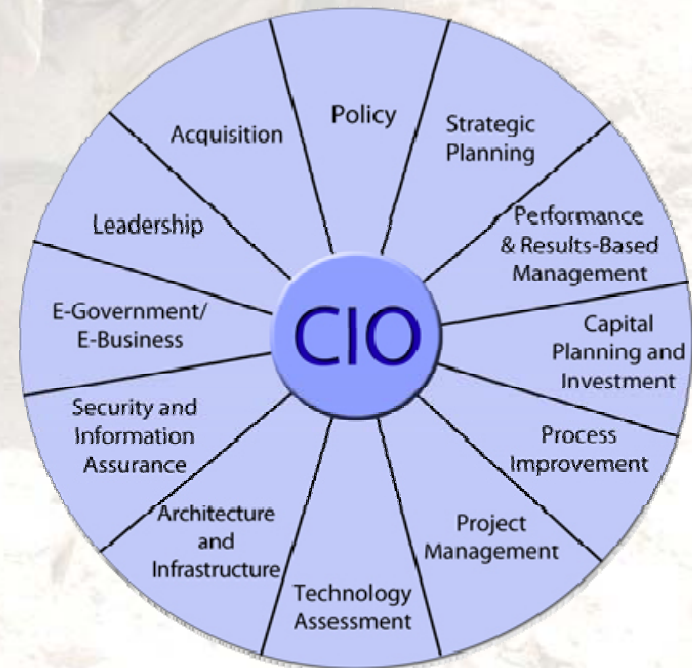 Policy
Strategic
Planning
Performance
& Results-Based
Management
Capital
Planning and
Investment
Process
Improvement
Project
Management
Technology
Assessment
Architecture
and
Infrastructure
Security and
Information
Assurance
E-Government/
E-Business
Leadership
Acquisition
CIO